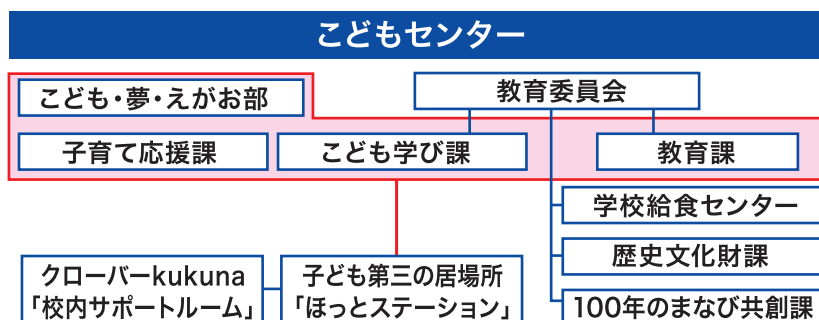 こどもセンター
こども・夢・えがお部
教育委員会
子育て応援課
こども学び課
教育課
学校給食センター
歴史文化財課
100年のまなび共創課
クローバーkukuna
「校内サポートルーム」
子ども第三の居場所
「ほっとステーション」